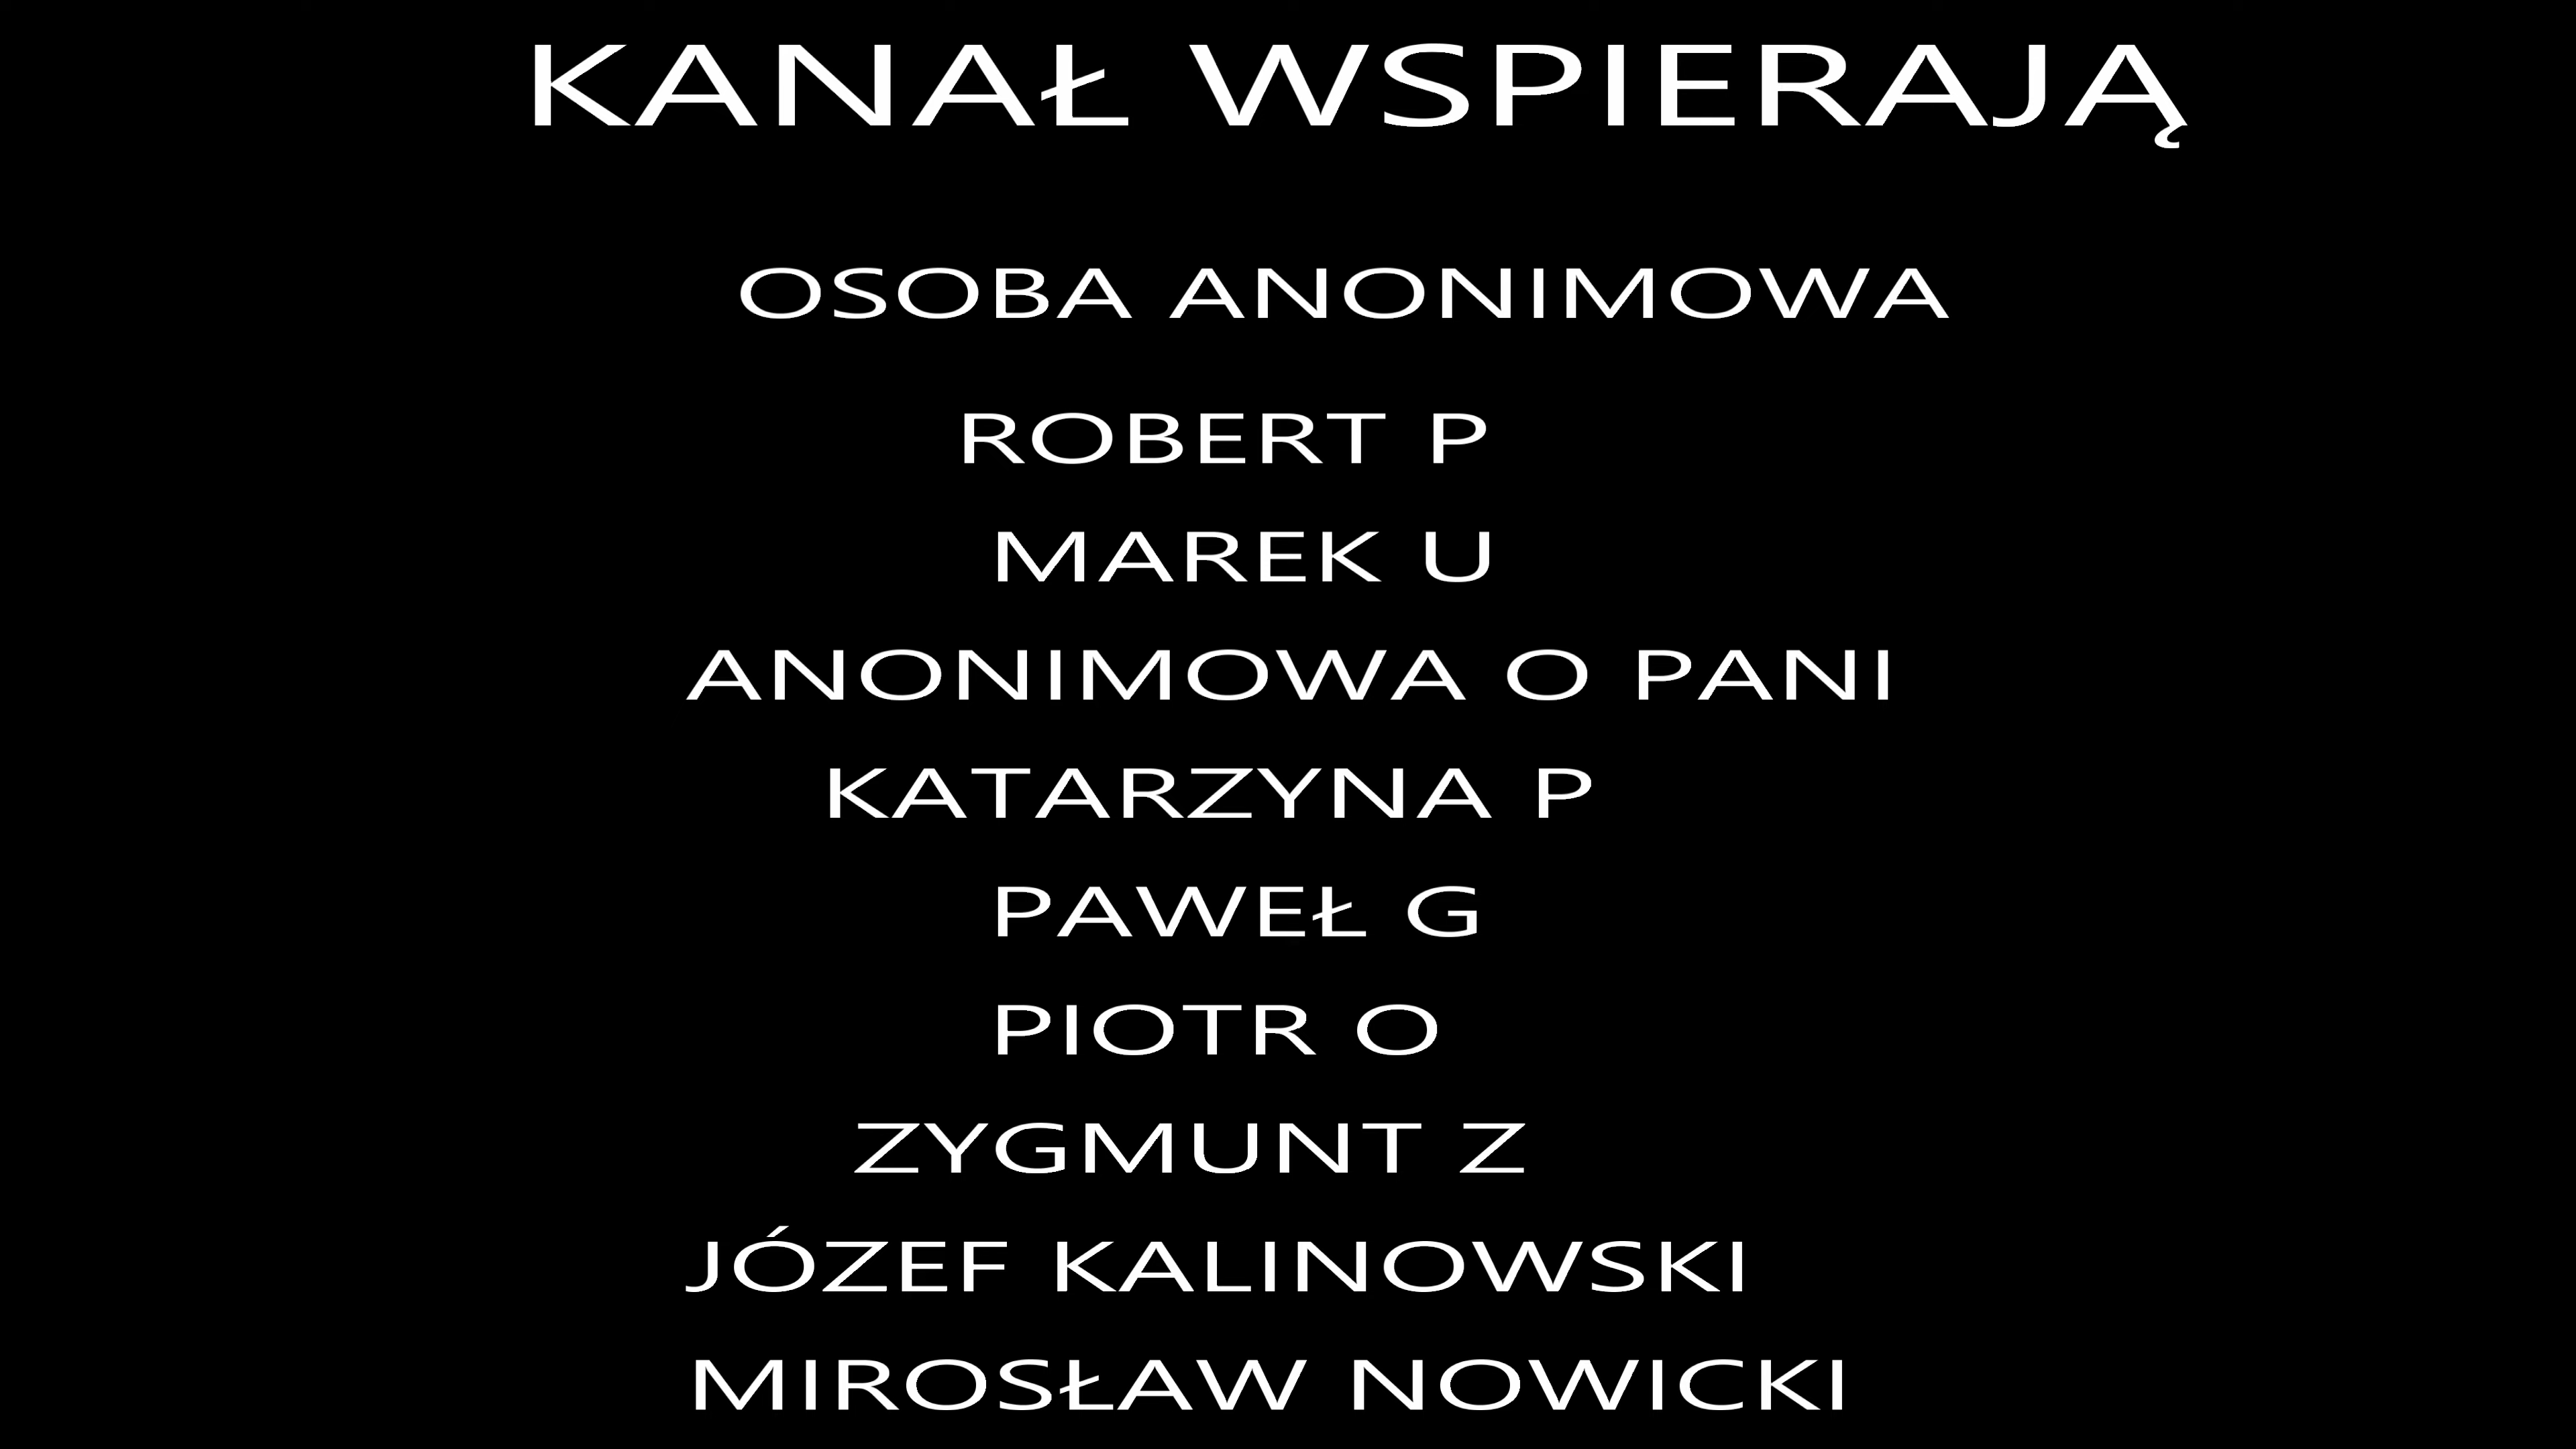 KANAŁ WSPIERAJĄ
OSOBA ANONIMOWA
ROBERT P
MAREK U
ANONIMOWA O PANI
KATARZYNA P
PAWEŁ G
PIOTR O
ZYGMUNT Z
JÓZEF KALINOWSKI
MIROSŁAW NOWICKI